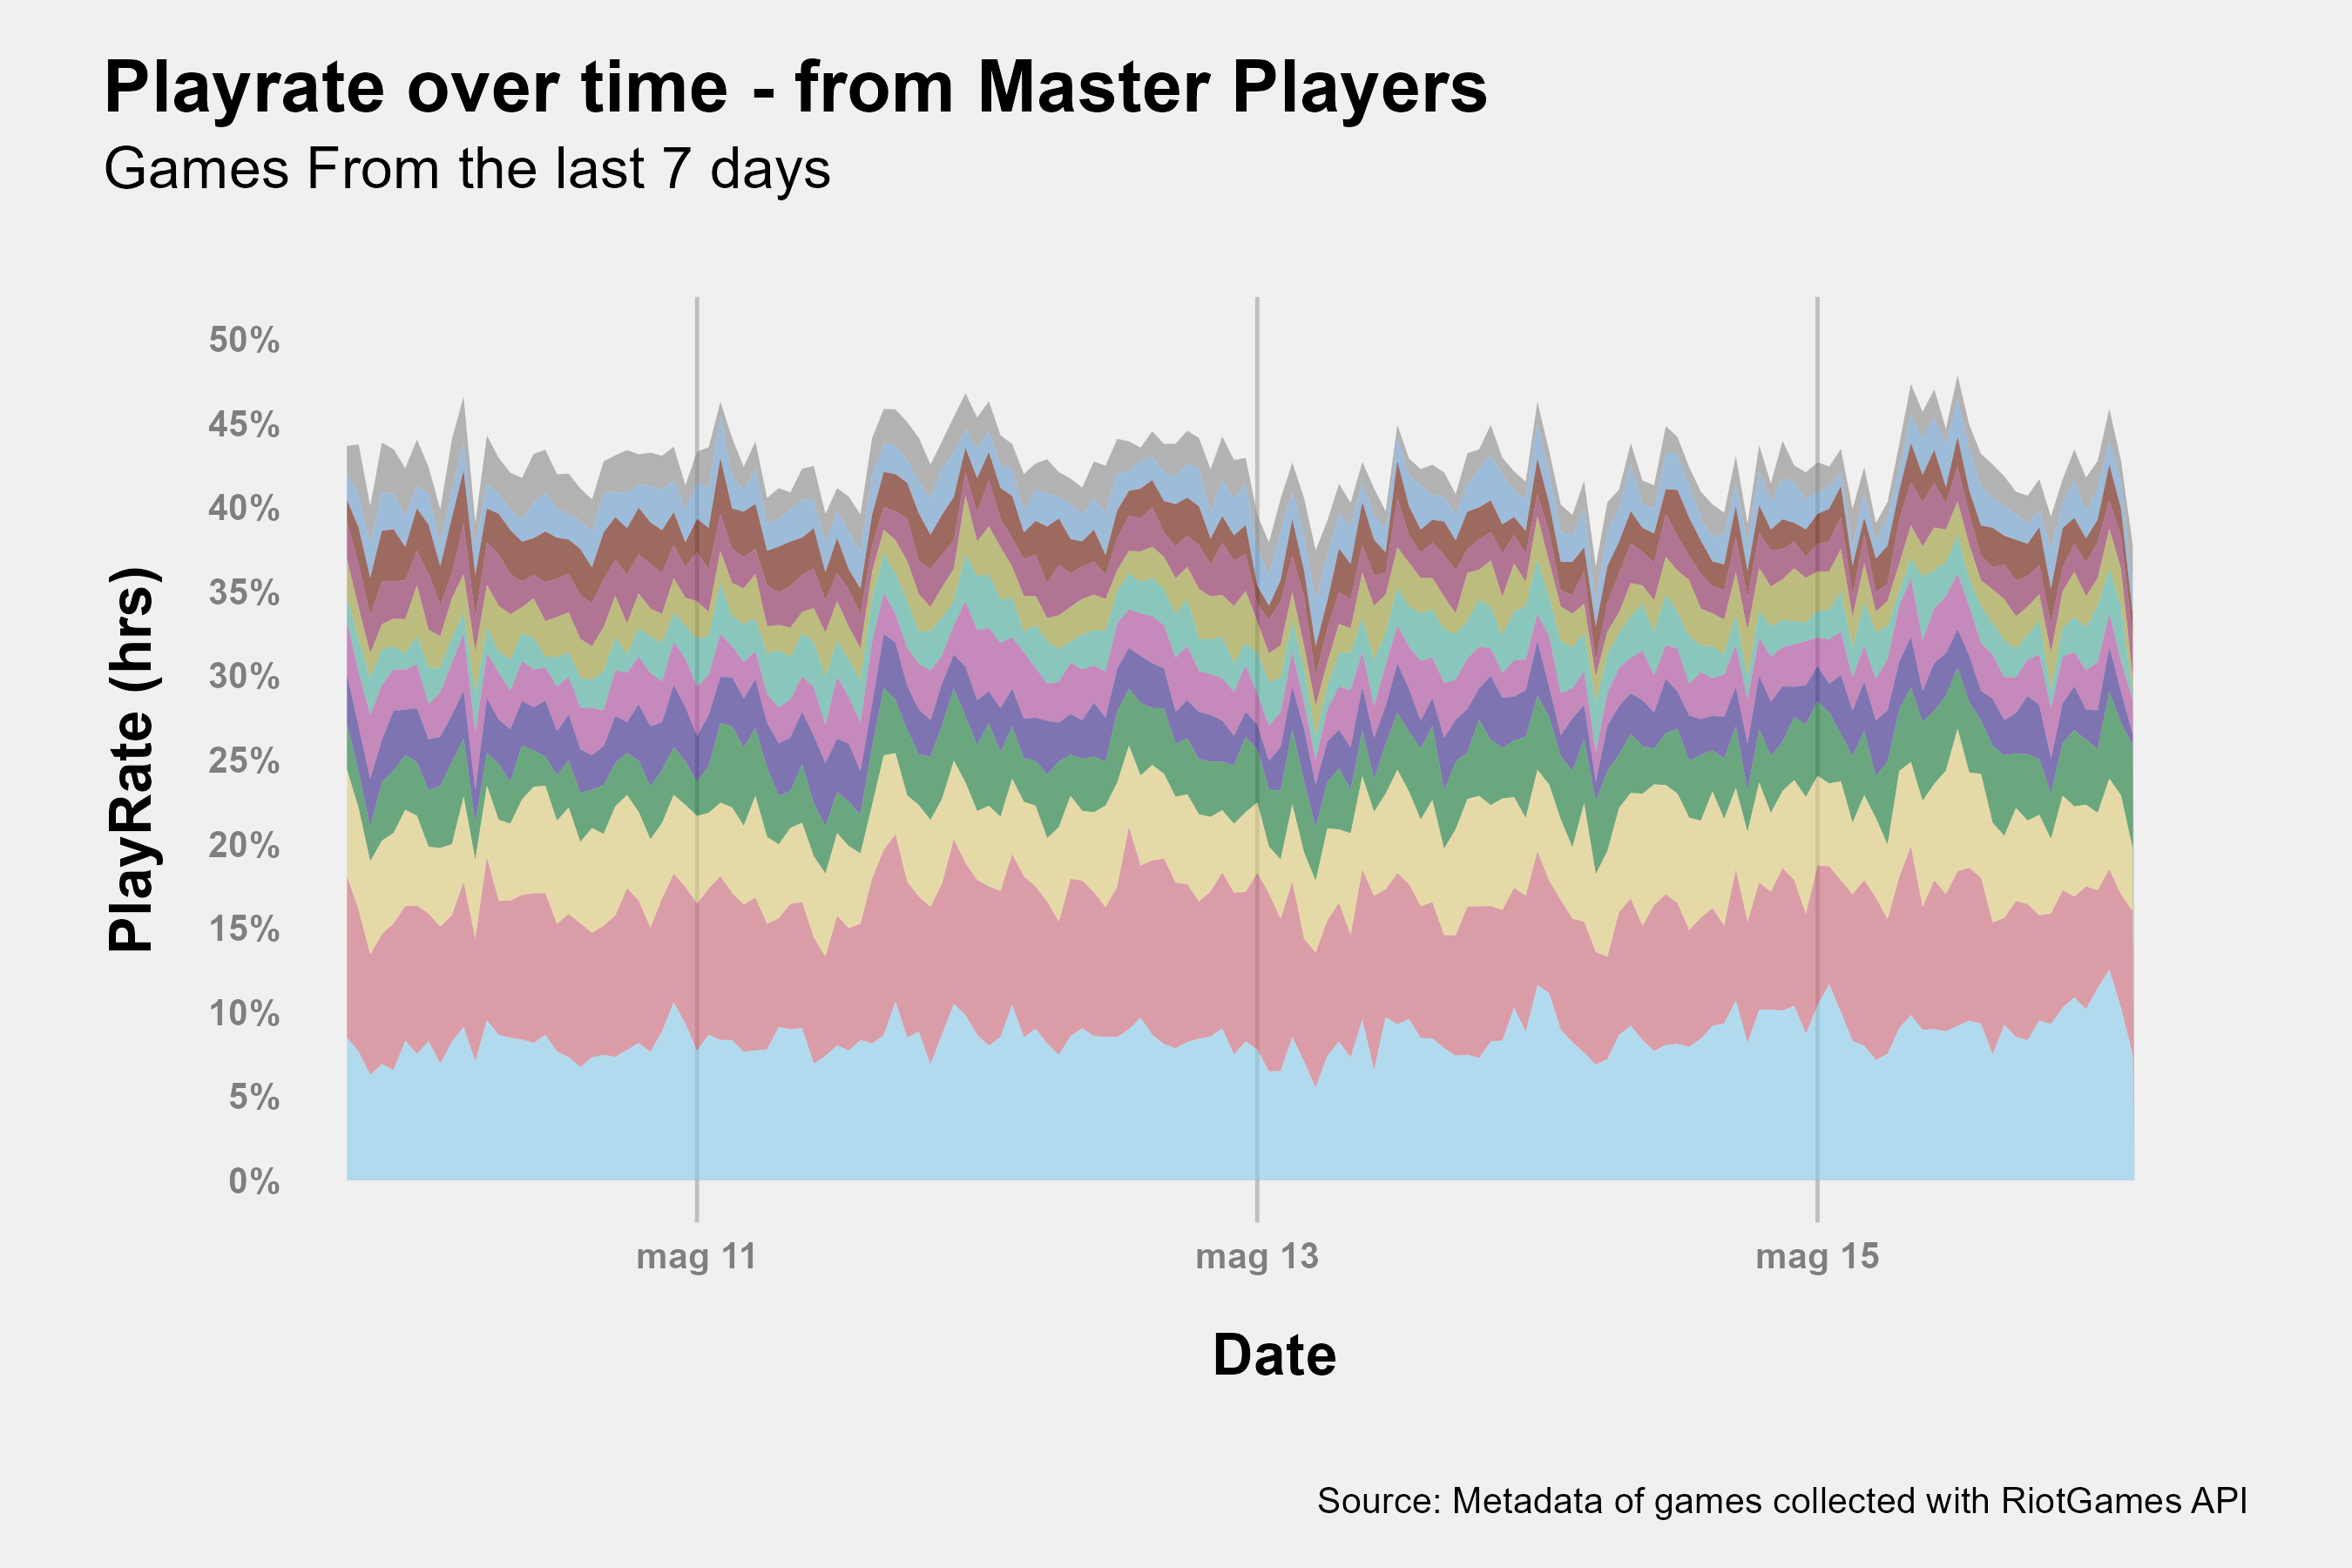 Playrate over time - from Master Players
Games From the last 7 days
PlayRate (hrs)
50%
45%
40%
35%
30%
25%
20%
15%
10%
5%
0%
mag 11
mag 13
mag 15
Date
Source: Metadata of games collected with RiotGames API